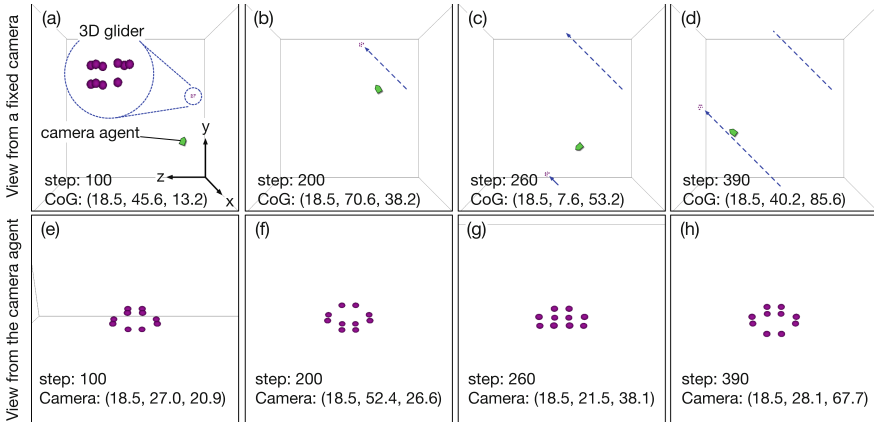 View from a fixed camera
(a)
3D glider
camera agent
y
z
x
step: 100
CoG: (18.5, 45.6, 13.2)
(b)
step: 200
CoG: (18.5, 70.6, 38.2)
(c)
step: 260
CoG: (18.5, 7.6, 53.2)
(d)
step: 390
CoG: (18.5, 40.2, 85.6)
View from the camera agent
(e)
step: 100
Camera: (18.5, 27.0, 20.9)
(f)
step: 200
Camera: (18.5, 52.4, 26.6)
(g)
step: 260
Camera: (18.5, 21.5, 38.1)
(h)
step: 390
Camera: (18.5, 28.1, 67.7)